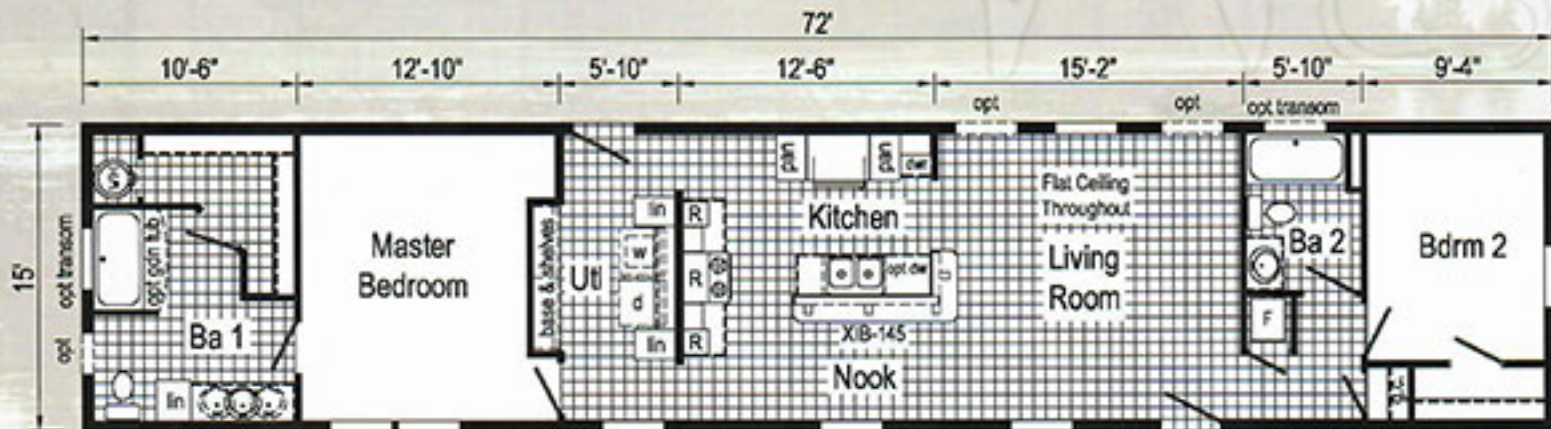 72'
10'-6" 12'-10" 5'-10" 12'-6" 15'-2" 5'-10" 9'-4"
opt opt opt transom
15'
S
pan pan
dwr
opt transom
opt gdn tub
Master
Bedroom
base & shelves
Utl
lin
w
d
lin
R
R
R
Kitchen
opt. dw
XIB-145
Flat Ceiling
Throughout
Living
Room
Ba 2
Bdrm 2
F
opt
Ba 1
lin
Nook